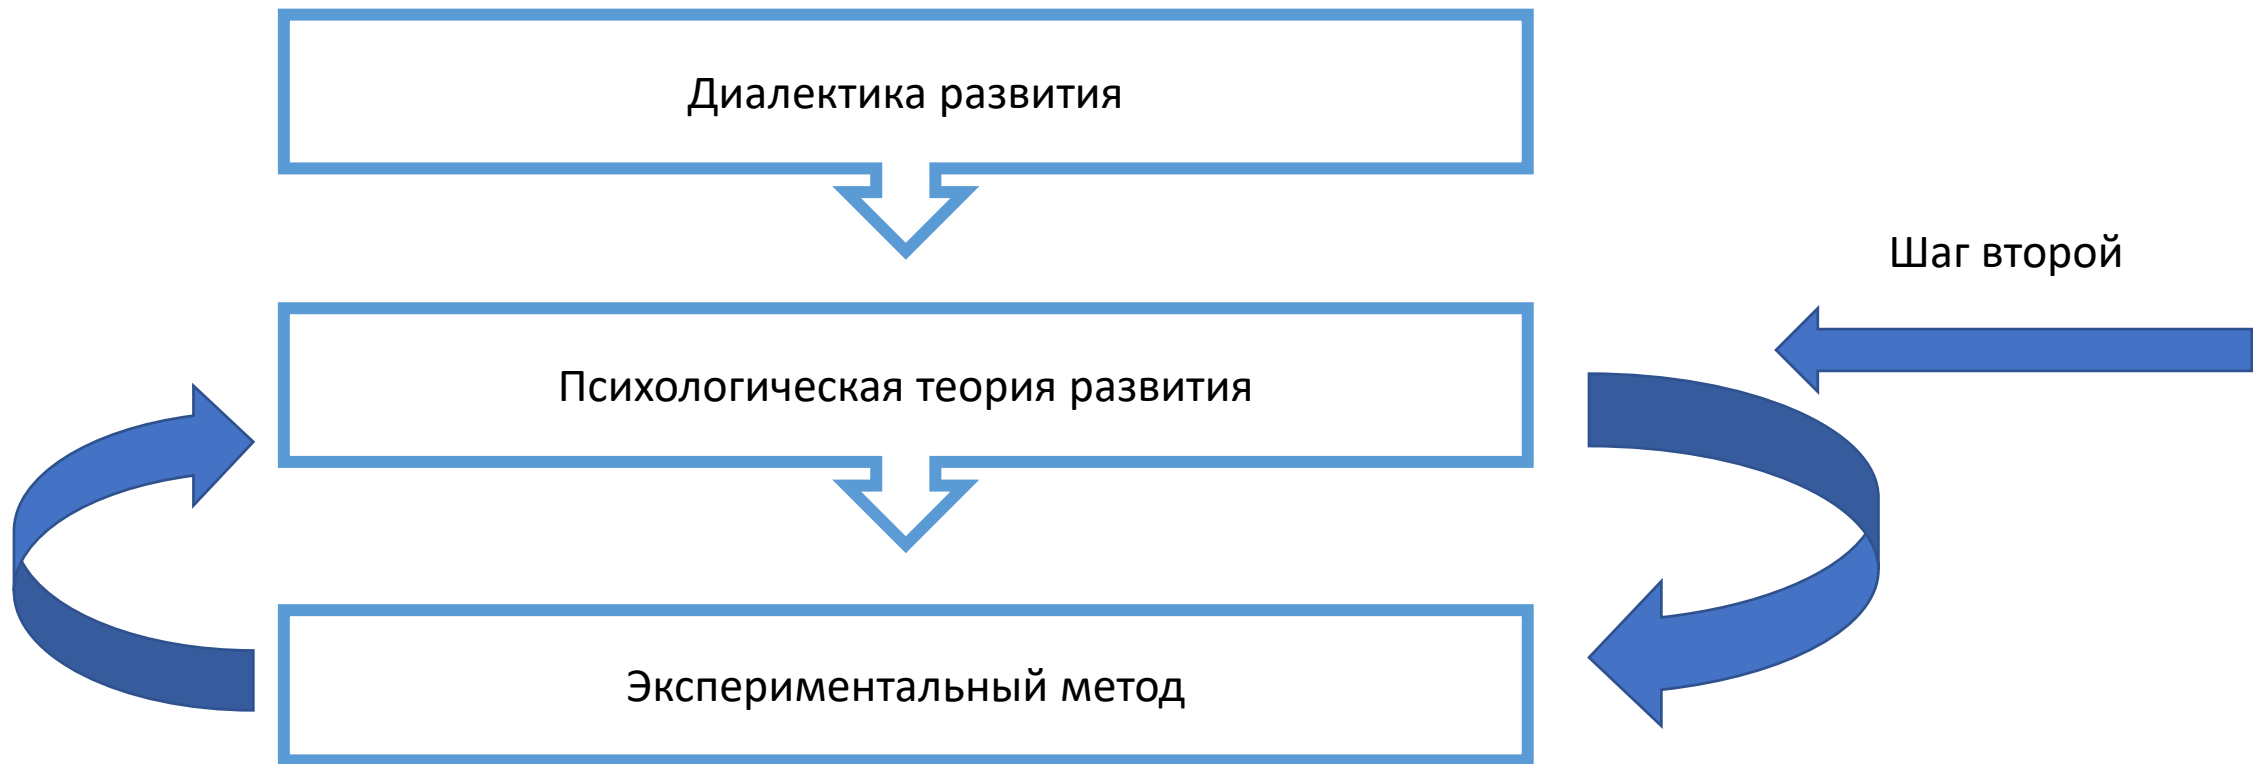 Диалектика развития
Шаг второй
Психологическая теория развития
Экспериментальный метод